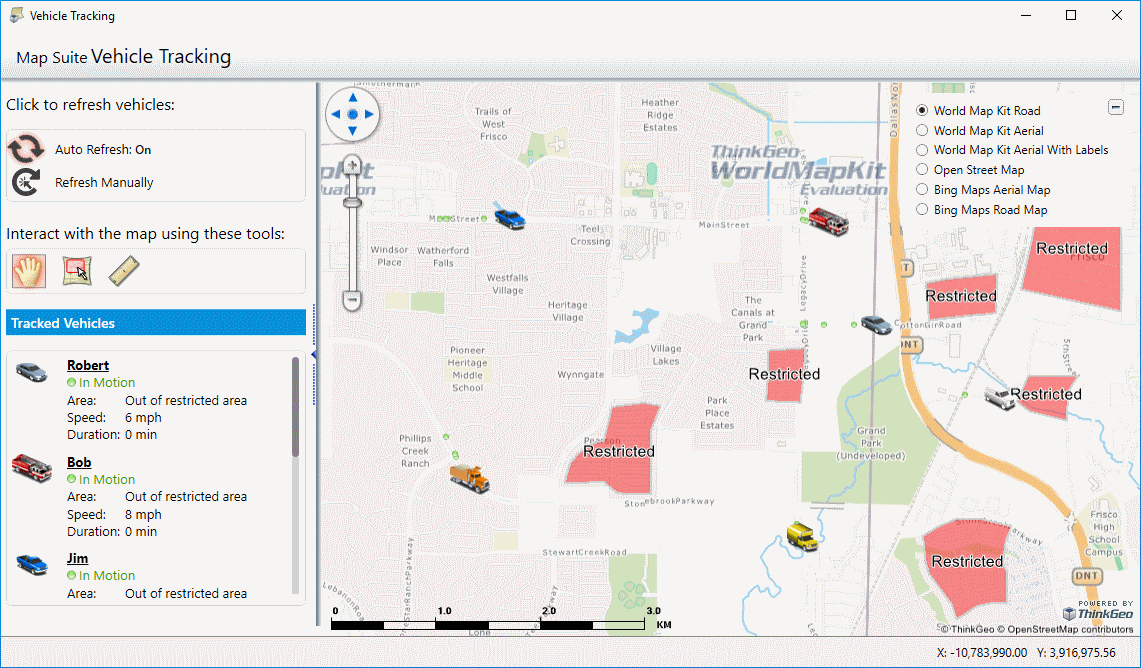 Vehicle Tracking
Map Suite Vehicle Tracking
Click to refresh vehicles:
Auto Refresh: On
Refresh Manually
Interact with the map using these tools:
Tracked Vehicles
Robert
In Motion
Area: Out of restricted area
Speed: 6 mph
Duration: 0 min
Bob
In Motion
Area: Out of restricted area
Speed: 8 mph
Duration: 0 min
Jim
In Motion
Area: Out of restricted area
Trails of
West
Frisco
Heather
Ridge
Estates
ThinkGeo
WorldMapKit
Evaluation
World Map Kit Road
World Map Kit Aerial
World Map Kit Aerial With Labels
Open Street Map
Bing Maps Aerial Map
Bing Maps Road Map
MainStreet
Teel
Crossing
Windsor
Place
Watherford
Falls
Westfalls
Village
Heritage
Village
The
Canals at
Grand
Park
LegacyDrive
Restricted
Frisco
Restricted
CottonGinRoad
DNT
Pioneer
Heritage
Middle
School
Village
Lakes
Wynngate
Restricted
Restricted
Park
Place
Estates
Grand
Park
(Undeveloped)
Phillips
Creek
Ranch
Pearson
Restricted
StonebrookParkway
StewartCreekRoad
Frisco
High
School
Campus
Restricted
DNT
0 1.0 2.0 3.0
KM
POWERED BY
ThinkGeo
© ThinkGeo © OpenStreetMap contributors
X: -10,783,990.00 Y: 3,916,975.56